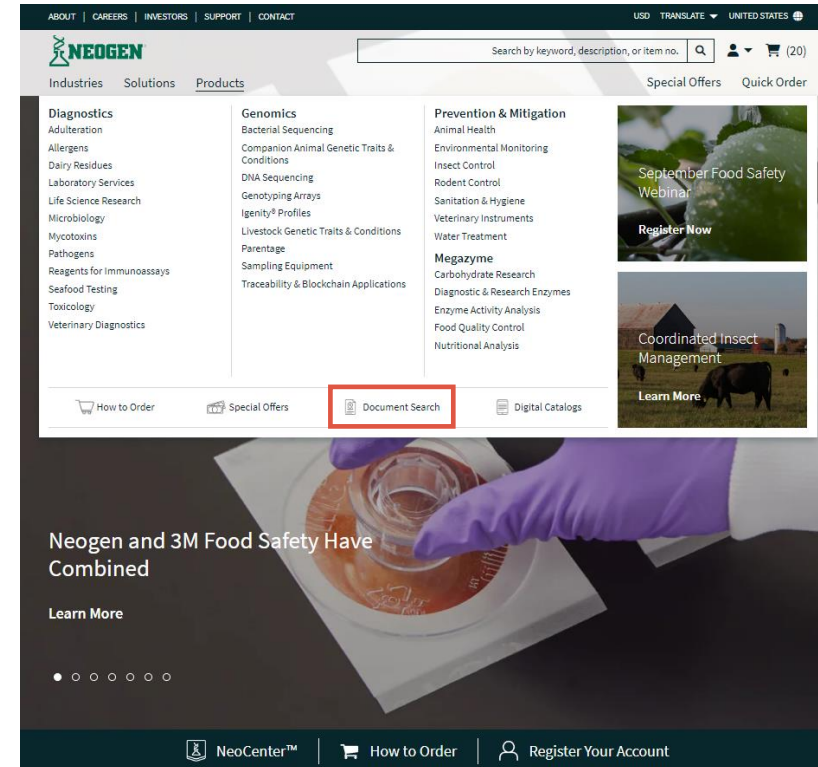 ABOUT | CAREERS | INVESTORS | SUPPORT | CONTACT
USD TRANSLATE UNITED STATES
NEOGEN
Search by keyword, description, or item no.
(20)
Industries Solutions Products
Special Offers Quick Order
Diagnostics
Adulteration
Allergens
Dairy Residues
Laboratory Services
Life Science Research
Microbiology
Mycotoxins
Pathogens
Reagents for Immunoassays
Seafood Testing
Toxicology
Veterinary Diagnostics
Genomics
Bacterial Sequencing
Companion Animal Genetic Traits &
Conditions
DNA Sequencing
Genotyping Arrays
Igenity® Profiles
Livestock Genetic Traits & Conditions
Parentage
Sampling Equipment
Traceability & Blockchain Applications
Prevention & Mitigation
Animal Health
Environmental Monitoring
Insect Control
Rodent Control
Sanitation & Hygiene
Veterinary Instruments
Water Treatment
Megazyme
Carbohydrate Research
Diagnostic & Research Enzymes
Enzyme Activity Analysis
Food Quality Control
Nutritional Analysis
September Food Safety
Webinar
Register Now
Coordinated Insect
Management
Learn More
How to Order
Special Offers
Document Search
Digital Catalogs
Neogen and 3M Food Safety Have
Combined
Learn More
NeoCenter™ | How to Order | Register Your Account